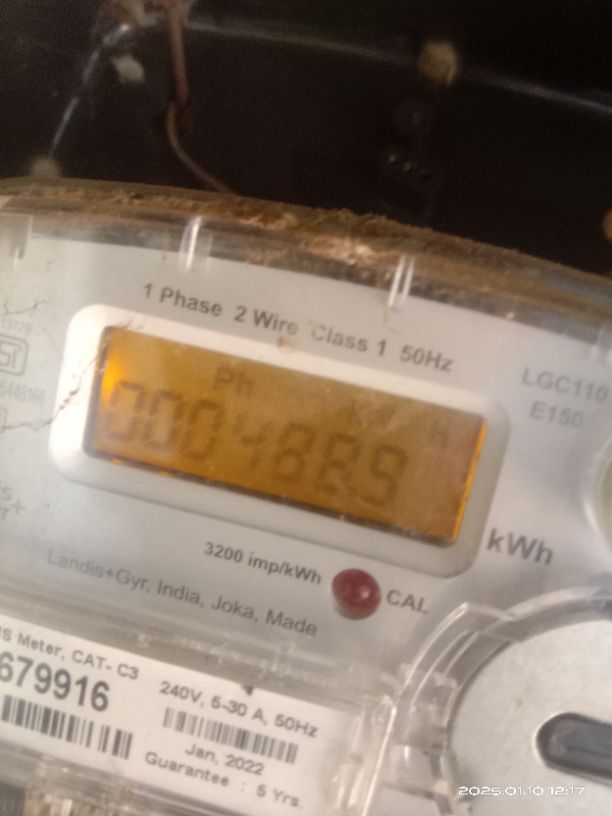 1 Phase 2 Wire Class 1 50Hz
LGC110
E150
Ph kW h
0004889
kWh
3200 imp/kWh
CAL
Landis+Gyr, India, Joka, Made
Meter, CAT- C3
679916
240V, 5-30 A, 50Hz
Jan, 2022
Guarantee : 5 Yrs.
2025.01.10 12:17